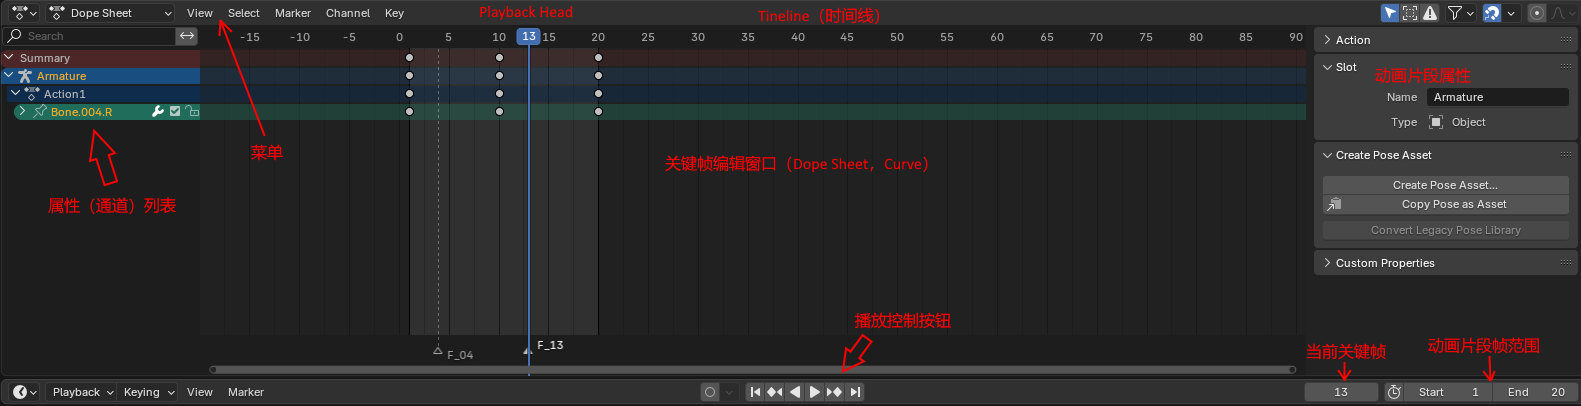 Dope Sheet View Select Marker Channel Key Playback Head Timeline（时间线）
Search -15 -10 -5 0 5 13 15 20 25 30 35 40 45 50 55 60 65 70 75 80 85 90
Action
Summary
Slot
Armature
动画片段属性
Action1
Name Armature
Bone.004.R
Type Object
菜单
关键帧编辑窗口（Dope Sheet，Curve）
Create Pose Asset
Create Pose Asset...
属性（通道）列表
Copy Pose as Asset
Convert Legacy Pose Library
Custom Properties
播放控制按钮
F_04
F_13
当前关键帧
动画片段帧范围
Playback Keying View Marker 13 Start 1 End 20